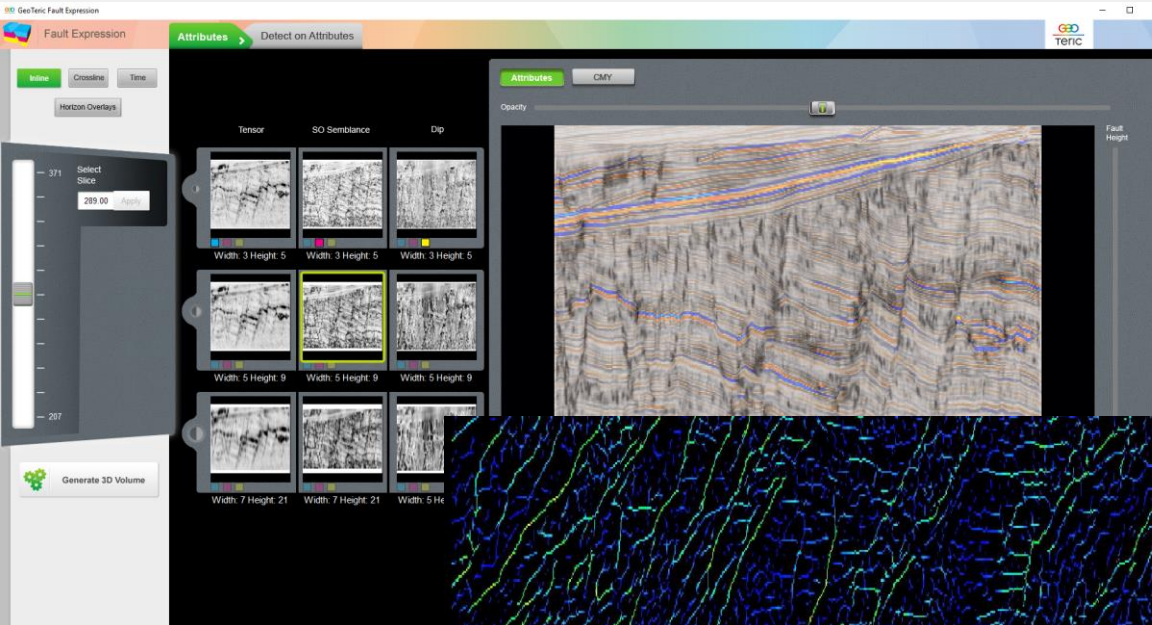 GeoTeric Fault Expression
Fault Expression
Attributes
Detect on Attributes
GEO
TERIC
Inline
Crossline
Time
Horizon Overlays
Attributes
CMY
Opacity
Fault
Height
Tensor
SO Semblance
Dip
371
Select
Slice
289.00
Apply
207
Width: 3 Height: 5
Width: 3 Height: 5
Width: 3 Height: 5
Width: 5 Height: 9
Width: 5 Height: 9
Width: 5 Height: 9
Width: 7 Height: 21
Width: 7 Height: 21
Width: 5 He
Generate 3D Volume